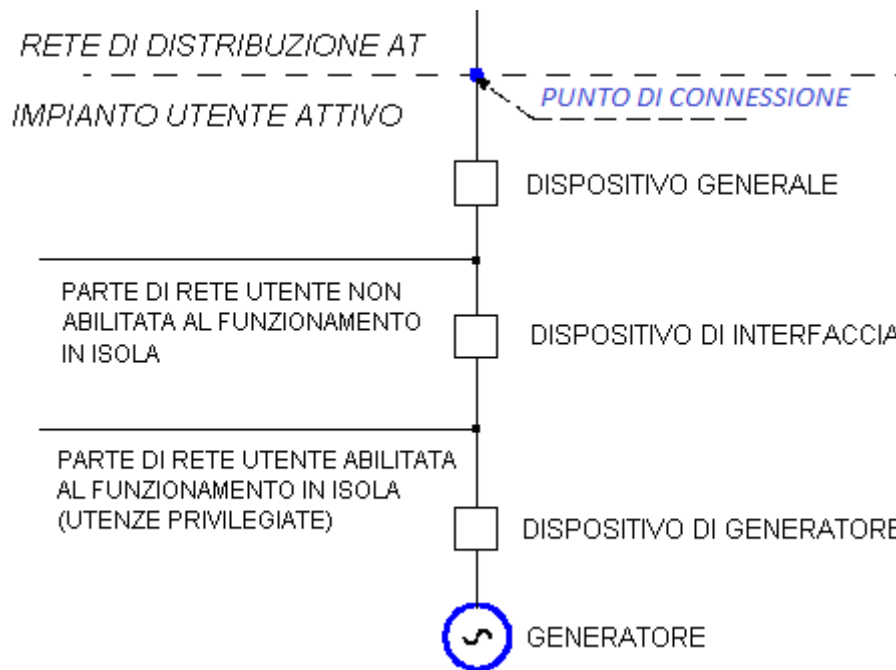 RETE DI DISTRIBUZIONE AT
PUNTO DI CONNESSIONE
IMPIANTO UTENTE ATTIVO
DISPOSITIVO GENERALE
PARTE DI RETE UTENTE NON
ABILITATA AL FUNZIONAMENTO
IN ISOLA
DISPOSITIVO DI INTERFACCIA
PARTE DI RETE UTENTE ABILITATA
AL FUNZIONAMENTO IN ISOLA
(UTENZE PRIVILEGIATE)
DISPOSITIVO DI GENERATORE
GENERATORE